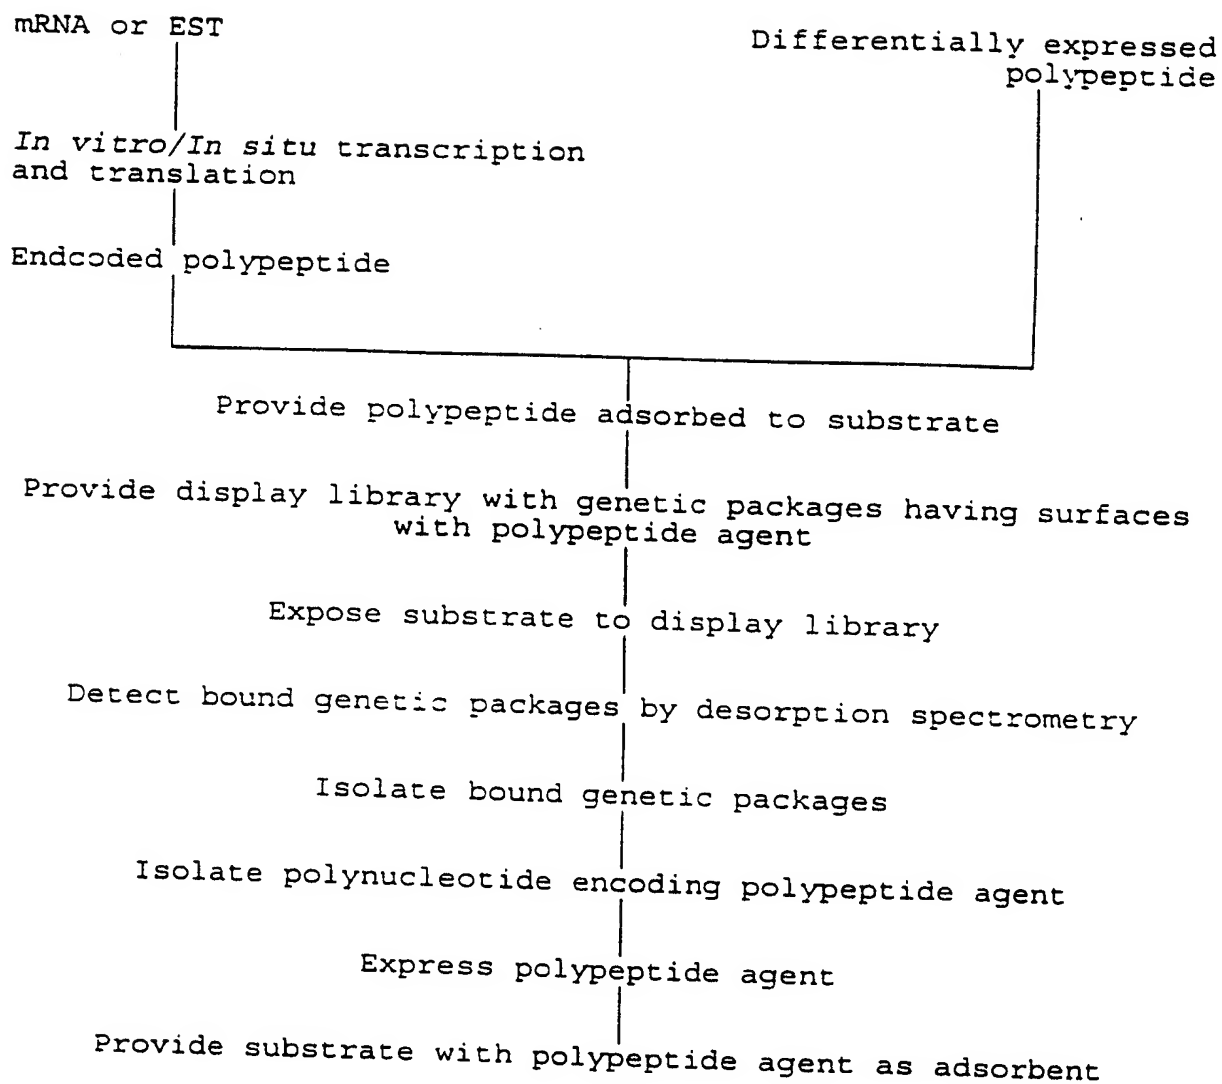 mRNA or EST
Differentially expressed
polypeptide
In vitro/In situ transcription
and translation
Endcoded polypeptide
Provide polypeptide adsorbed to substrate
Provide display library with genetic packages having surfaces
with polypeptide agent
Expose substrate to display library
Detect bound genetic packages by desorption spectrometry
Isolate bound genetic packages
Isolate polynucleotide encoding polypeptide agent
Express polypeptide agent
Provide substrate with polypeptide agent as adsorbent